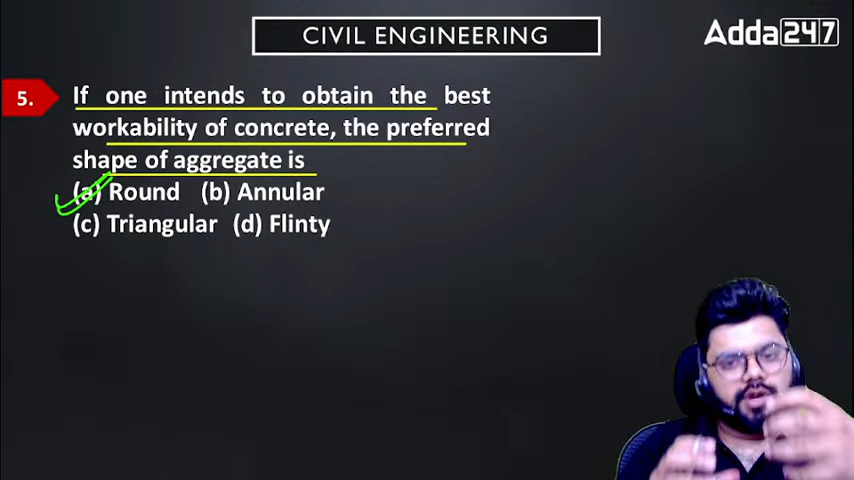 CIVIL ENGINEERING
Adda247
5.
If one intends to obtain the best
workability of concrete, the preferred
shape of aggregate is
(a) Round (b) Annular
(c) Triangular (d) Flinty